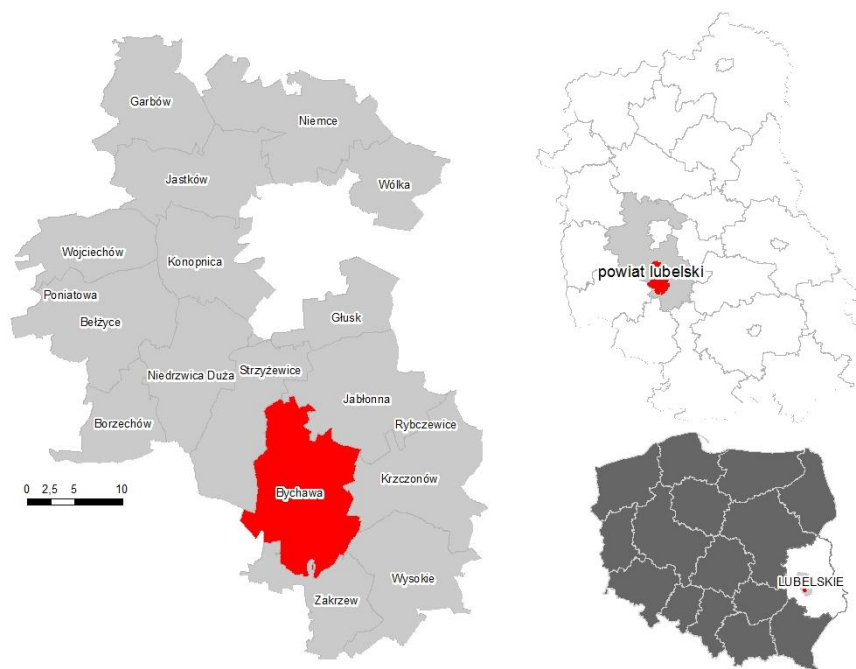 Garbów
Niemce
Jastków
Wólka
Wojciechów
Konopnica
Poniatowa
Bełżyce
Głusk
Niedrzwica Duża
Strzyżewice
Jabłonna
Borzechów
Rybczewice
Krzczonów
Bychawa
0 2,5 5 10
Wysokie
Zakrzew
powiat lubelski
LUBELSKIE